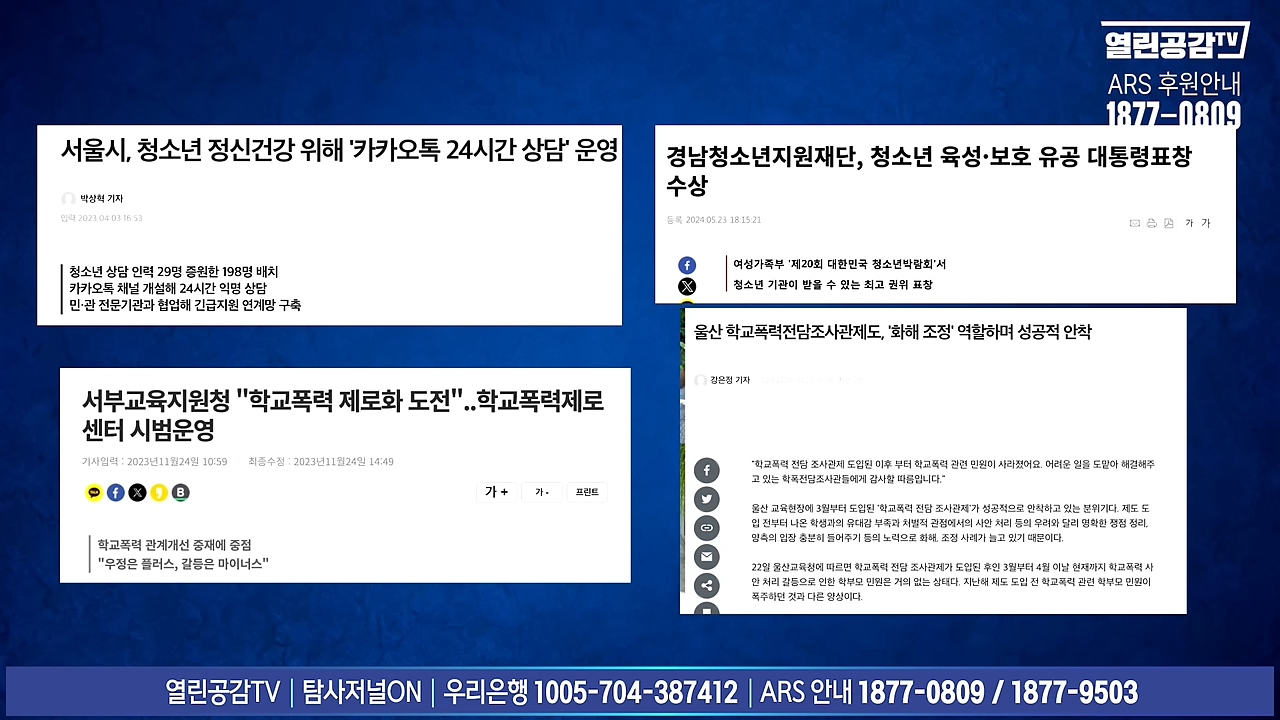 열린공감TV
ARS 후원안내
1877-0809
서울시, 청소년 정신건강 위해 '카카오톡 24시간 상담' 운영
박상혁 기자
입력 2023.04.03 16:53
청소년 상담 인력 29명 증원한 198명 배치
카카오톡 채널 개설해 24시간 익명 상담
민·관 전문기관과 협업해 긴급지원 연계망 구축
경남청소년지원재단, 청소년 육성·보호 유공 대통령표창
수상
등록 2024.05.23 18:15:21
가 가
여성가족부 '제20회 대한민국 청소년박람회'서
청소년 기관이 받을 수 있는 최고 권위 표창
서부교육지원청 "학교폭력 제로화 도전"..학교폭력제로
센터 시범운영
기사입력 : 2023년11월24일 10:59 최종수정 : 2023년11월24일 14:49
가 + 가 - 프린트
학교폭력 관계개선 중재에 중점
"우정은 플러스, 갈등은 마이너스"
울산 학교폭력전담조사관제도, '화해 조정' 역할하며 성공적 안착
강은정 기자
"학교폭력 전담 조사관제 도입된 이후 부터 학교폭력 관련 민원이 사라졌어요. 어려운 일을 도맡아 해결해주
고 있는 학폭전담조사관들에게 감사할 따름입니다."
울산 교육현장에 3월부터 도입된 '학교폭력 전담 조사관제'가 성공적으로 안착하고 있는 분위기다. 제도 도
입 전부터 나온 학생과의 유대감 부족과 처벌적 관점에서의 사안 처리 등의 우려와 달리 명확한 쟁점 정리,
양측의 입장 충분히 들어주기 등의 노력으로 화해, 조정 사례가 늘고 있기 때문이다.
22일 울산교육청에 따르면 학교폭력 전담 조사관제가 도입된 후인 3월부터 4월 이날 현재까지 학교폭력 사
안 처리 갈등으로 인한 학부모 민원은 거의 없는 상태다. 지난해 제도 도입 전 학교폭력 관련 학부모 민원이
폭주하던 것과 다른 양상이다.
열린공감TV | 탐사저널ON | 우리은행 1005-704-387412 | ARS 안내 1877-0809 / 1877-9503